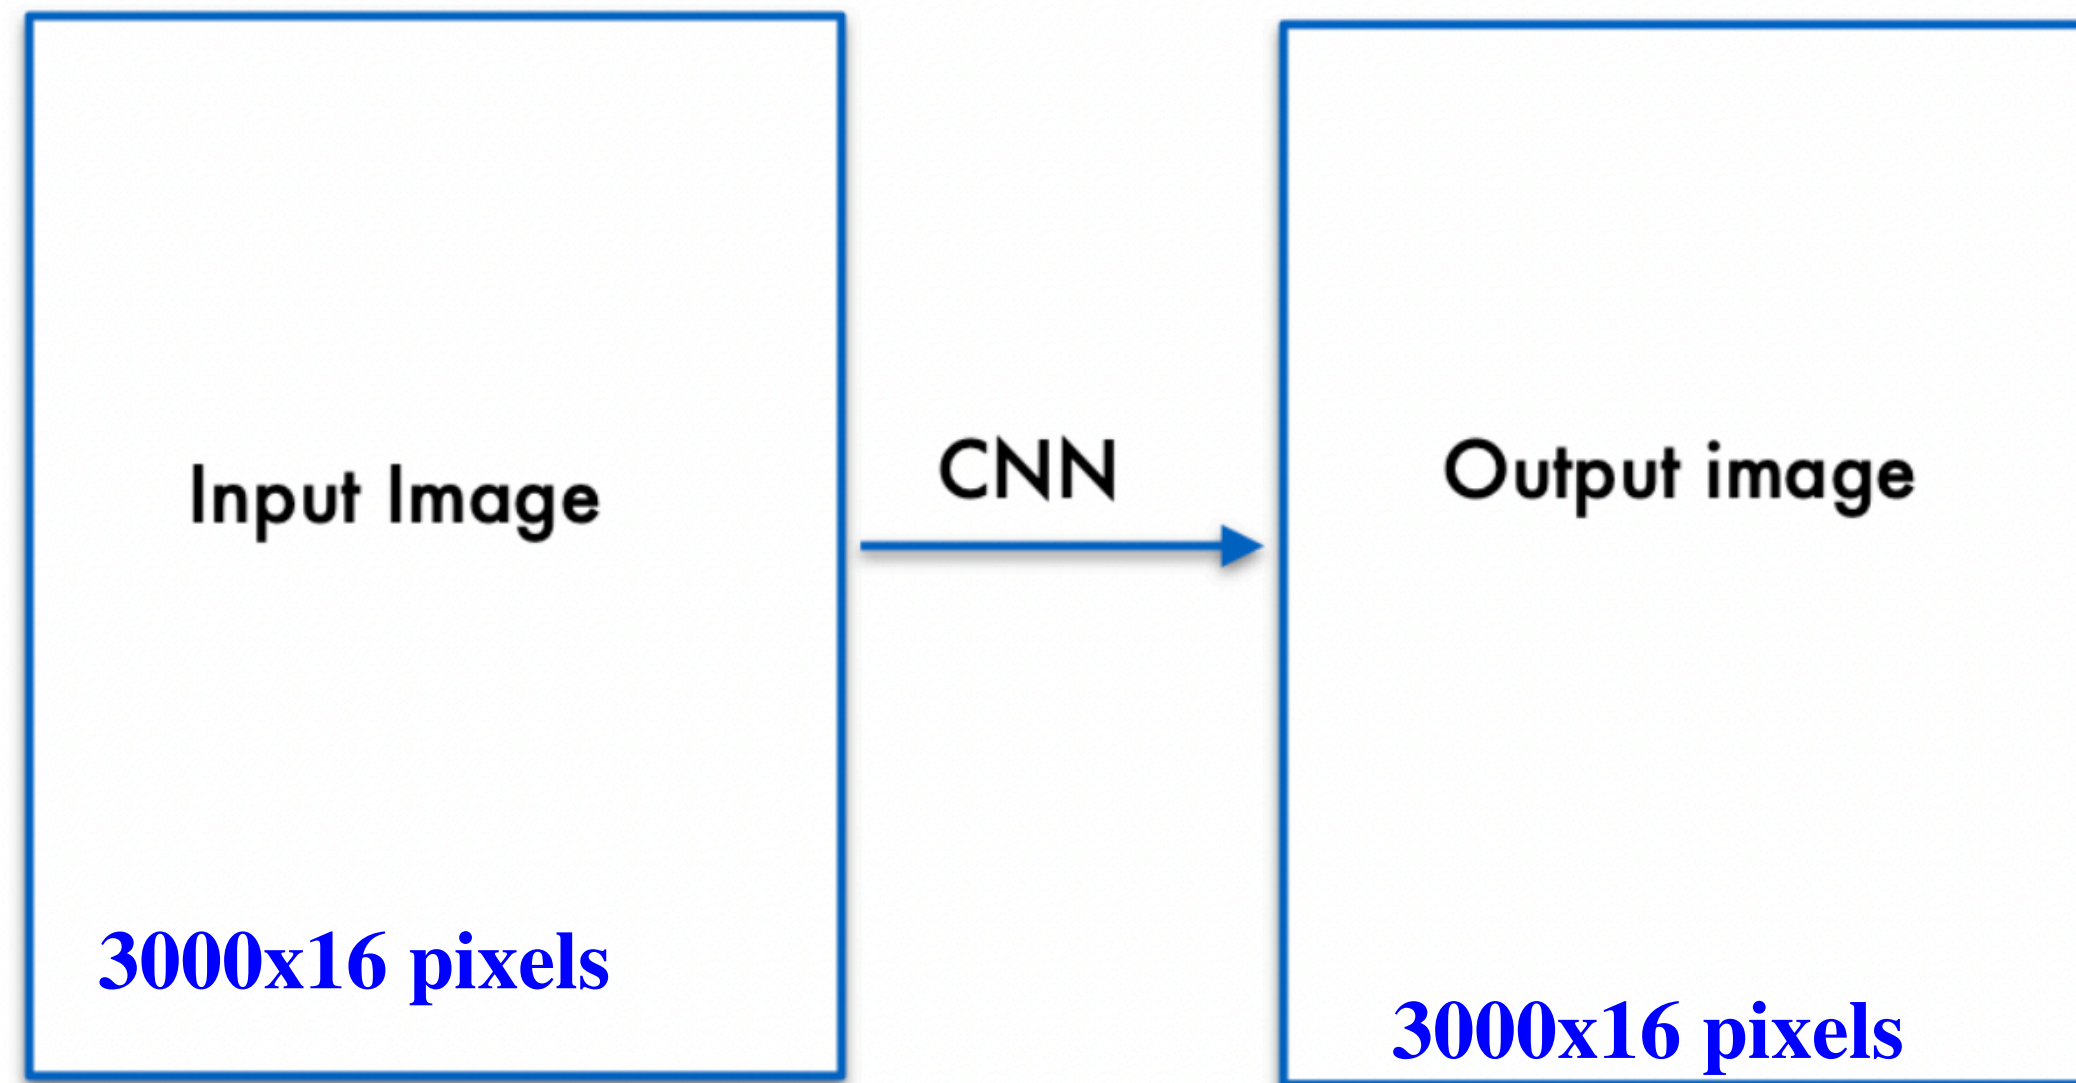 Input Image
3000x16 pixels
CNN
Output image
3000x16 pixels